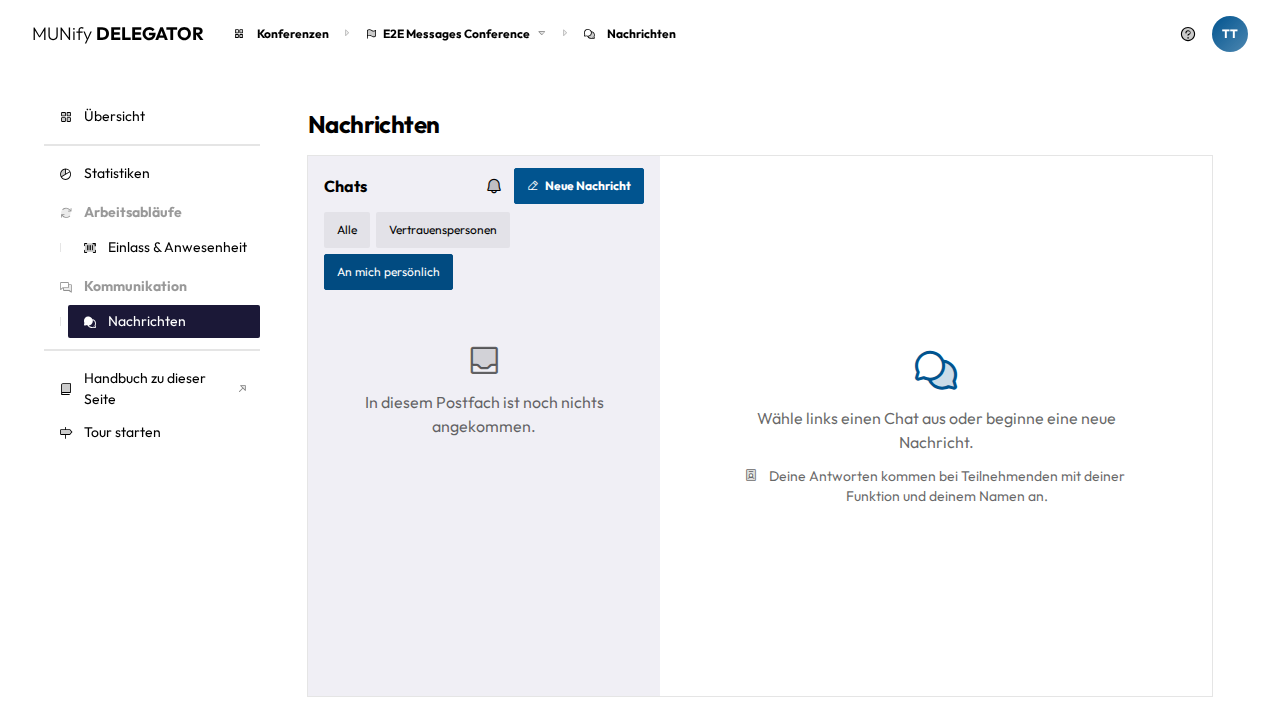 MUNify DELEGATOR
Konferenzen
E2E Messages Conference
Nachrichten
TT
Übersicht
Statistiken
Arbeitsabläufe
Einlass & Anwesenheit
Kommunikation
Nachrichten
Handbuch zu dieser
Seite
Tour starten
Nachrichten
Chats
Neue Nachricht
Alle
Vertrauenspersonen
An mich persönlich
In diesem Postfach ist noch nichts
angekommen.
Wähle links einen Chat aus oder beginne eine neue
Nachricht.
Deine Antworten kommen bei Teilnehmenden mit deiner
Funktion und deinem Namen an.